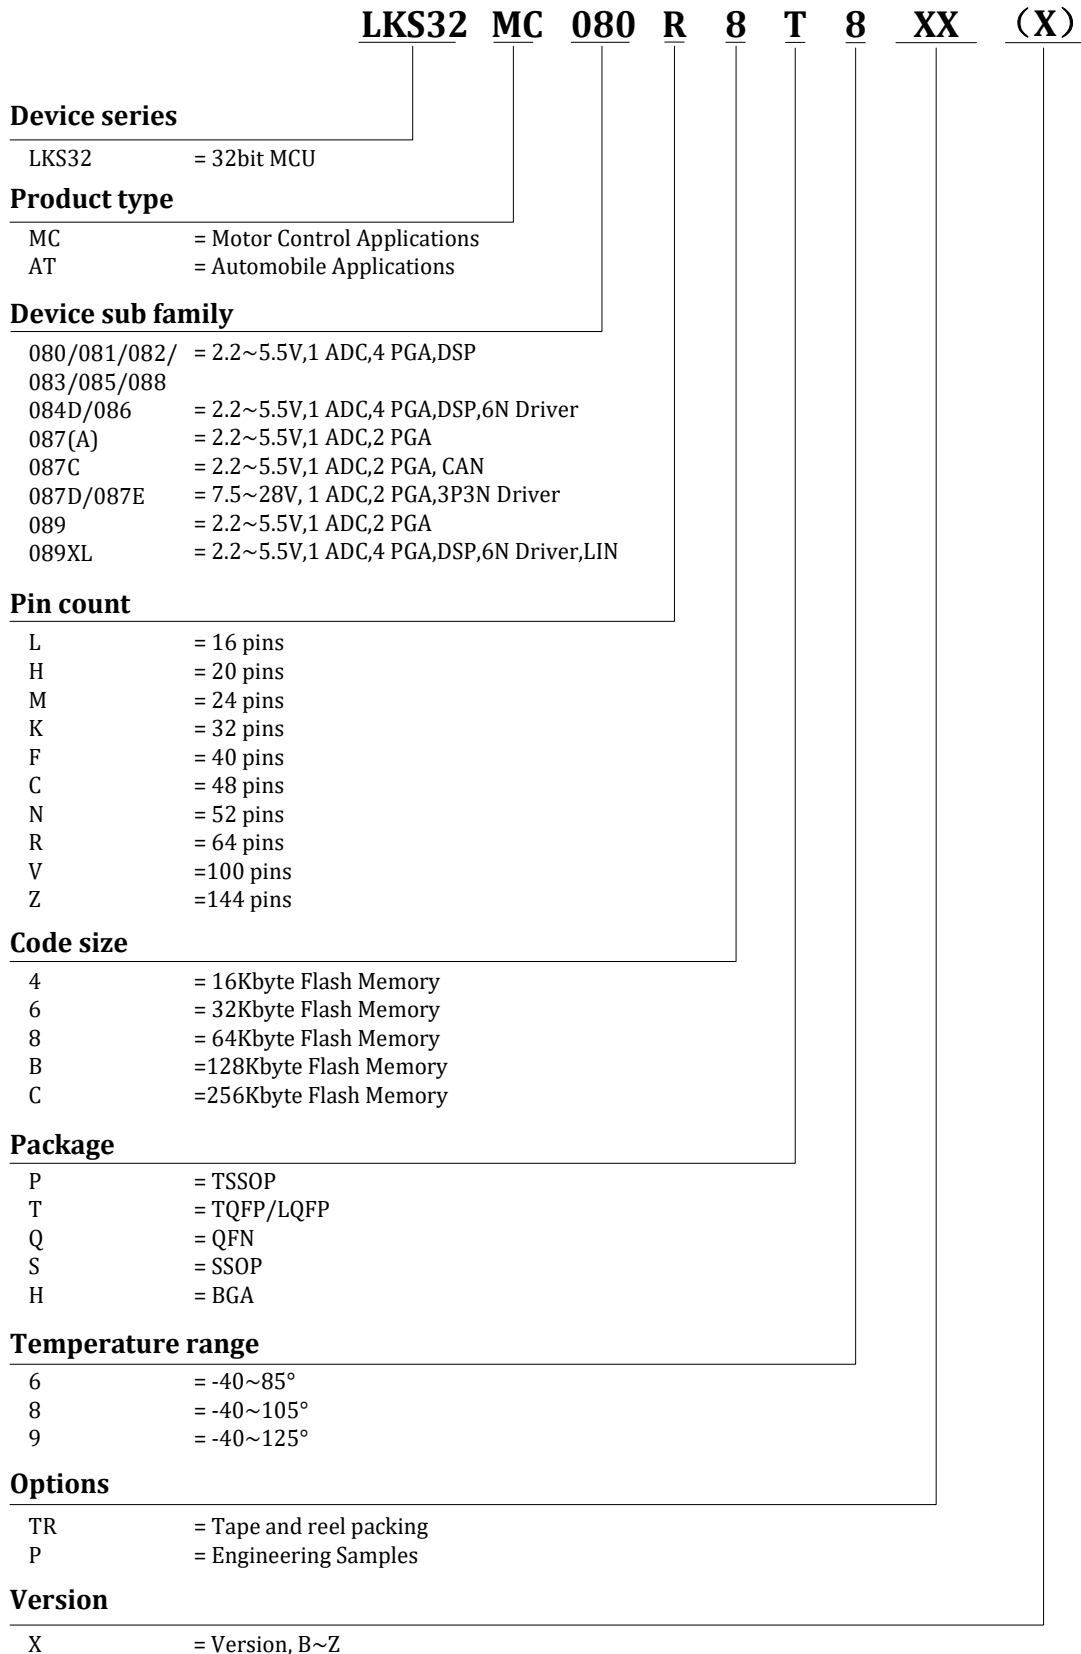 LKS32 MC 080 R 8 T 8 XX (X)
Device series
LKS32 = 32bit MCU
Product type
MC = Motor Control Applications
AT = Automobile Applications
Device sub family
080/081/082/ = 2.2~5.5V,1 ADC,4 PGA,DSP
083/085/088
084D/086 = 2.2~5.5V,1 ADC,4 PGA,DSP,6N Driver
087(A) = 2.2~5.5V,1 ADC,2 PGA
087C = 2.2~5.5V,1 ADC,2 PGA, CAN
087D/087E = 7.5~28V, 1 ADC,2 PGA,3P3N Driver
089 = 2.2~5.5V,1 ADC,2 PGA
089XL = 2.2~5.5V,1 ADC,4 PGA,DSP,6N Driver,LIN
Pin count
L = 16 pins
H = 20 pins
M = 24 pins
K = 32 pins
F = 40 pins
C = 48 pins
N = 52 pins
R = 64 pins
V =100 pins
Z =144 pins
Code size
4 = 16Kbyte Flash Memory
6 = 32Kbyte Flash Memory
8 = 64Kbyte Flash Memory
B =128Kbyte Flash Memory
C =256Kbyte Flash Memory
Package
P = TSSOP
T = TQFP/LQFP
Q = QFN
S = SSOP
H = BGA
Temperature range
6 = -40~85°
8 = -40~105°
9 = -40~125°
Options
TR = Tape and reel packing
P = Engineering Samples
Version
X = Version, B~Z